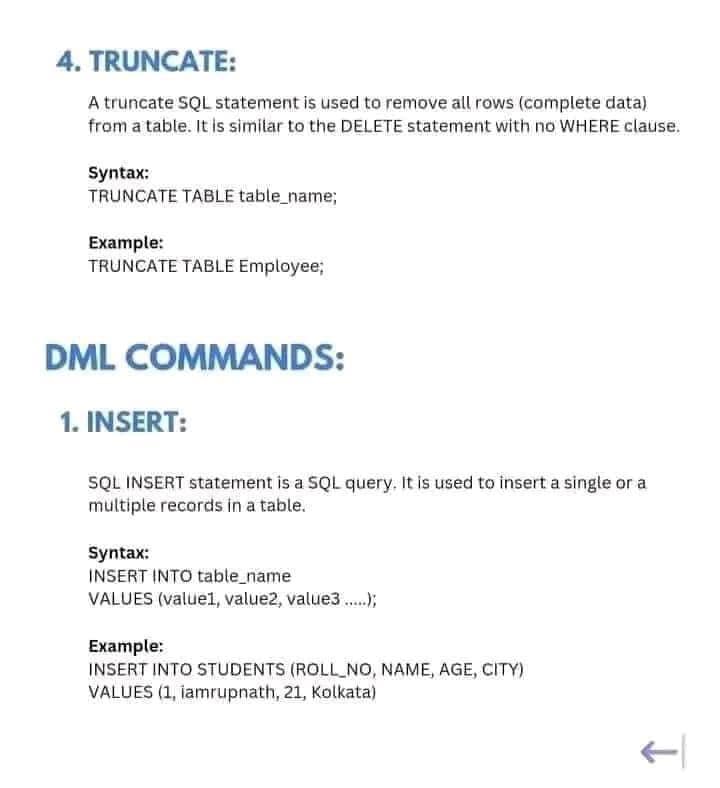 4. TRUNCATE:
A truncate SQL statement is used to remove all rows (complete data)
from a table. It is similar to the DELETE statement with no WHERE clause.
Syntax:
TRUNCATE TABLE table_name;
Example:
TRUNCATE TABLE Employee;
DML COMMANDS:
1. INSERT:
SQL INSERT statement is a SQL query. It is used to insert a single or a
multiple records in a table.
Syntax:
INSERT INTO table_name
VALUES (value1, value2, value3 .....);
Example:
INSERT INTO STUDENTS (ROLL_NO, NAME, AGE, CITY)
VALUES (1, iamrupnath, 21, Kolkata)